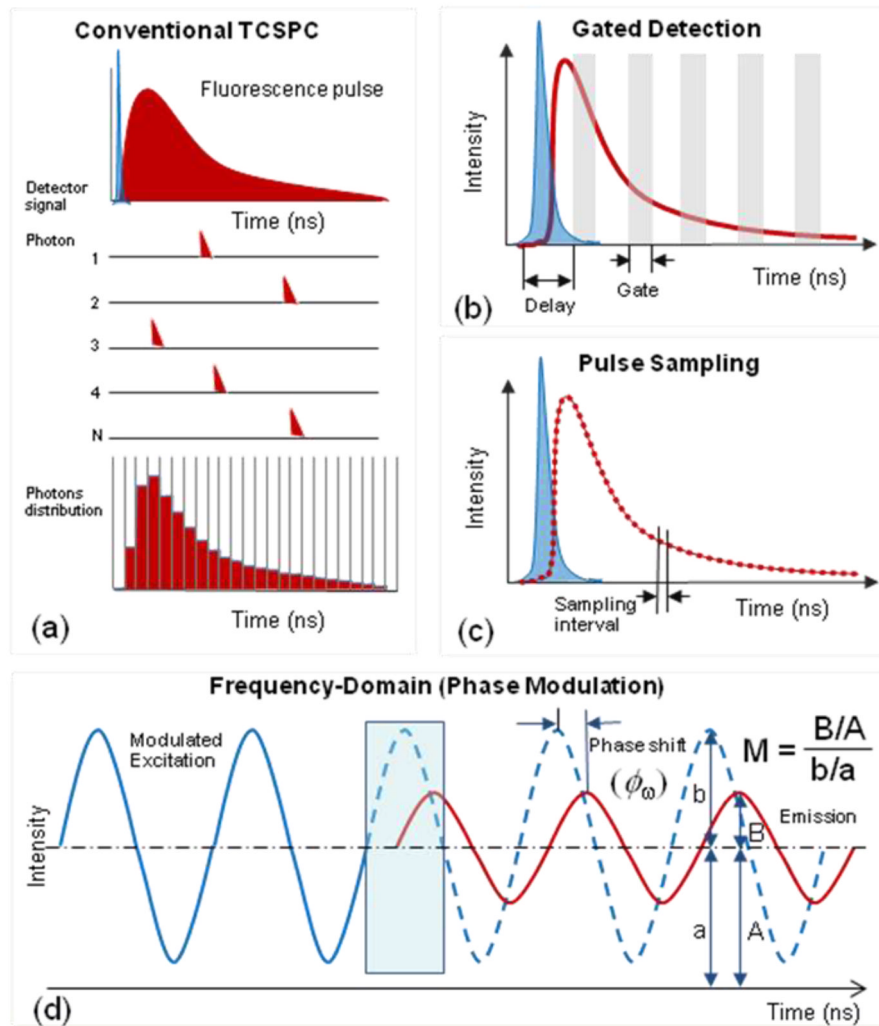 Conventional TCSPC
Fluorescence pulse
Detector
signal
Time (ns)
Photon
1
2
3
4
N
Photons
distribution
Time (ns)
(a)
Gated Detection
Intensity
Time (ns)
Gate
Delay
(b)
Pulse Sampling
Intensity
Sampling
interval
Time (ns)
(c)
Frequency-Domain (Phase Modulation)
Modulated
Excitation
Phase shift
(ϕω)
M = B/A
b/a
b
B
Emission
Intensity
a
A
Time (ns)
(d)